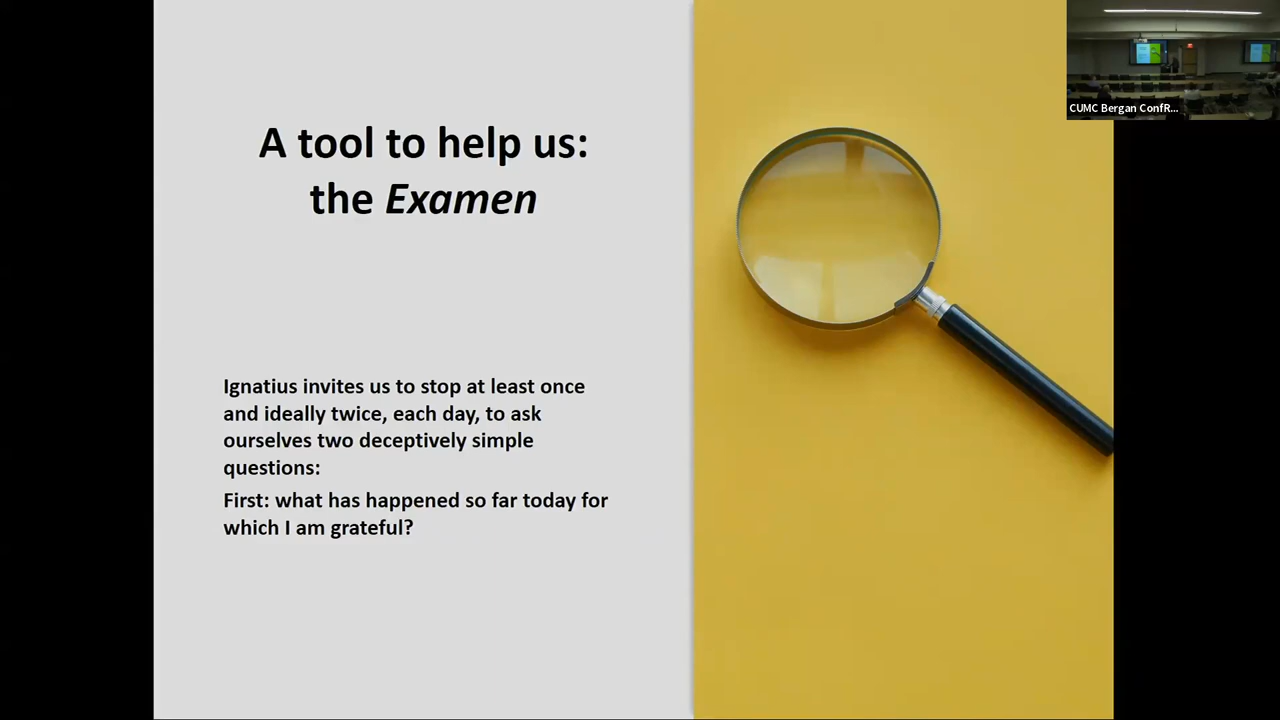 A tool to help us:
the Examen
Ignatius invites us to stop at least once
and ideally twice, each day, to ask
ourselves two deceptively simple
questions:
First: what has happened so far today for
which I am grateful?
CUMC Bergan ConfR...